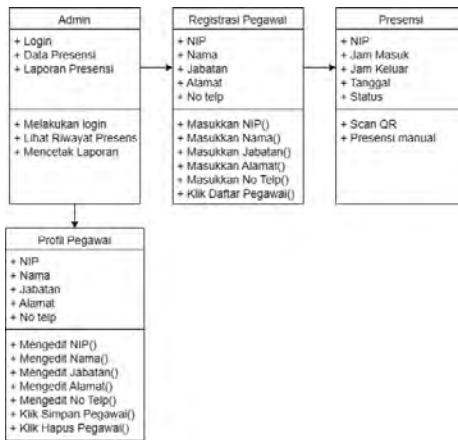 Admin
+ Login
+ Data Presensi
+ Laporan Presensi
+ Melakukan login
+ Lihat Riwayat Presens
+ Mencetak Laporan
Registrasi Pegawai
+ NIP
+ Nama
+ Jabatan
+ Alamat
+ No telp
+ Masukkan NIP()
+ Masukkan Nama()
+ Masukkan Jabatan()
+ Masukkan Alamat()
+ Masukkan No Telp()
+ Klik Daftar Pegawai()
Presensi
+ NIP
+ Jam Masuk
+ Jam Keluar
+ Tanggal
+ Status
+ Scan QR
+ Presensi manual
Profil Pegawai
+ NIP
+ Nama
+ Jabatan
+ Alamat
+ No telp
+ Mengedit NIP()
+ Mengedit Nama()
+ Mengedit Jabatan()
+ Mengedit Alamat()
+ Mengedit No Telp()
+ Klik Simpan Pegawai()
+ Klik Hapus Pegawai()